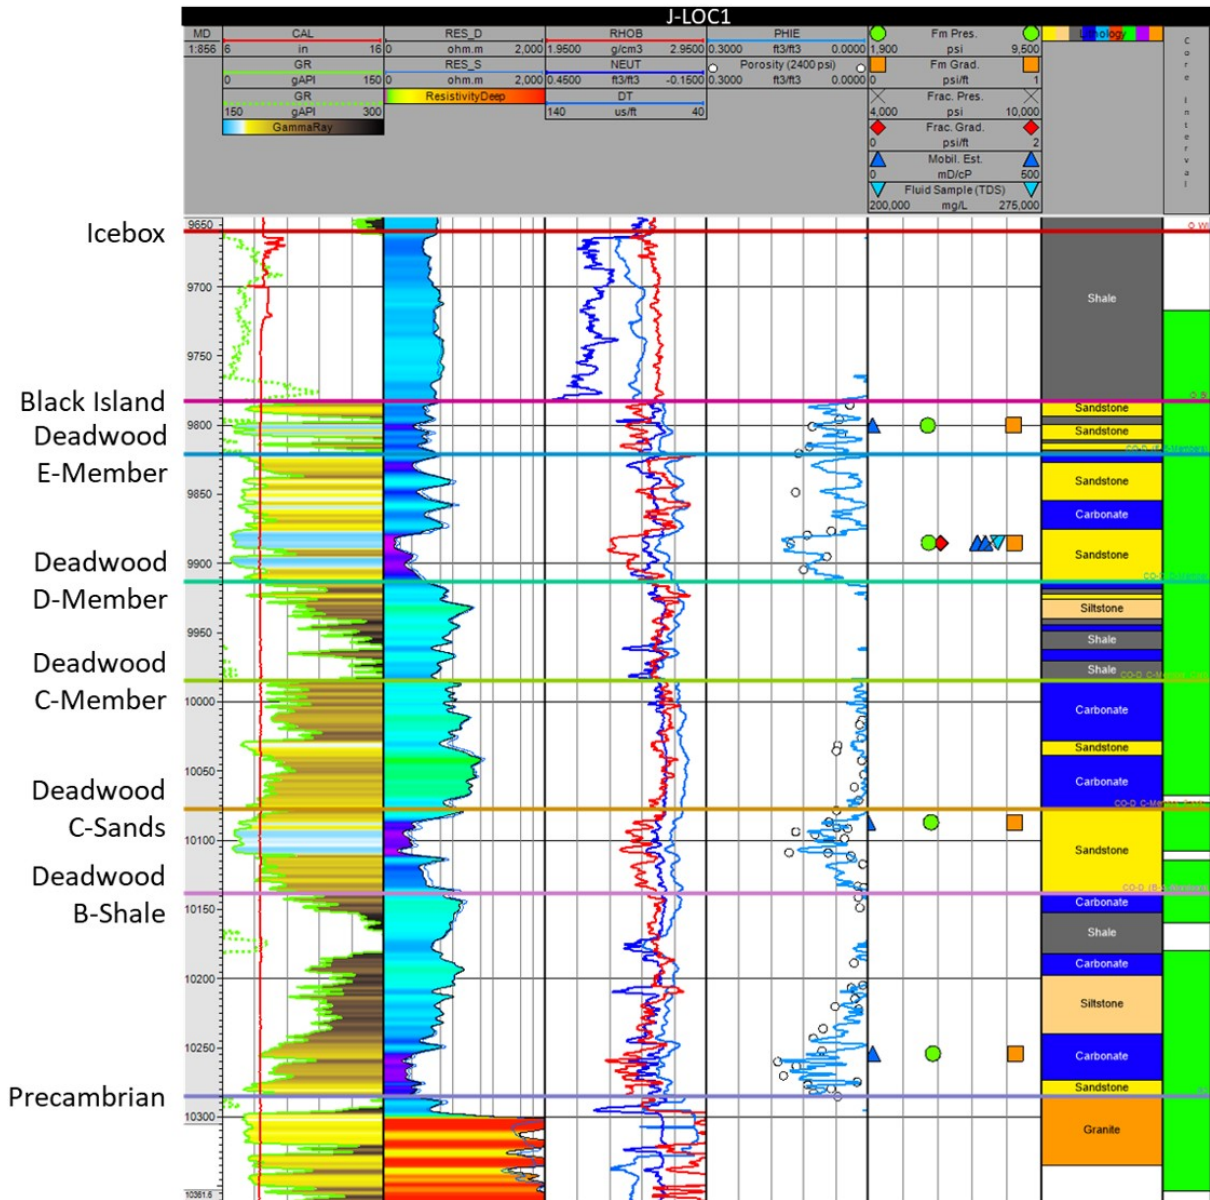 J-LOC1
MD
1:856
CAL
6 in 16
GR
0 gAPI 150
GR
150 gAPI 300
GammaRay
RES_D
0 ohm.m 2,000
RES_S
0 ohm.m 2,000
ResistivityDeep
RHOB
1.9500 g/cm3 2.9500
NEUT
0.4500 ft3/ft3 -0.1500
DT
140 us/ft 40
PHIE
0.3000 ft3/ft3 0.0000
Porosity (2400 psi)
0.3000 ft3/ft3 0.0000
Fm Pres.
1,900 psi 9,500
Fm Grad.
0 psi/ft 1
Frac. Pres.
4,000 psi 10,000
Frac. Grad.
0 psi/ft 2
Mobil. Est.
0 mD/cP 500
Fluid Sample (TDS)
200,000 mg/L 275,000
Lithology
Core Interval
Icebox
Black Island
Deadwood
E-Member
Deadwood
D-Member
Deadwood
C-Member
Deadwood
C-Sands
Deadwood
B-Shale
Precambrian
9650
9700
9750
9800
9850
9900
9950
10000
10050
10100
10150
10200
10250
10300
10361.6
Shale
Sandstone
Sandstone
Sandstone
Carbonate
Sandstone
Siltstone
Shale
Shale
Carbonate
Sandstone
Carbonate
Sandstone
Carbonate
Shale
Carbonate
Siltstone
Carbonate
Sandstone
Granite